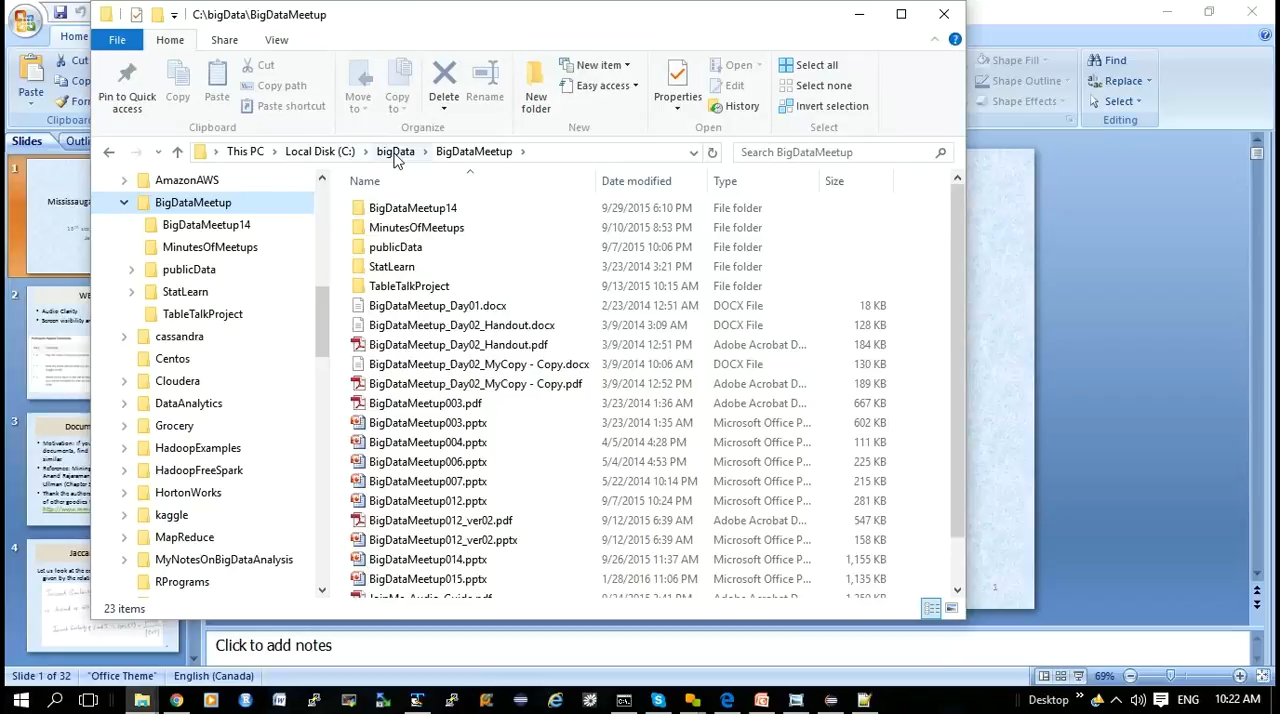 C:\bigData\BigDataMeetup
File Home Share View
Home
Paste
Cut
Clipboard
Pin to Quick access
Copy
Paste
Cut
Copy path
Paste shortcut
Clipboard
Move to
Copy to
Delete
Rename
Organize
New folder
New item
Easy access
New
Properties
Open
Edit
History
Open
Select all
Select none
Invert selection
Select
Shape Fill
Shape Outline
Shape Effects
Find
Replace
Select
Editing
This PC > Local Disk (C:) > bigData > BigDataMeetup >
Search BigDataMeetup
Slides
AmazonAWS
BigDataMeetup
BigDataMeetup14
MinutesOfMeetups
publicData
StatLearn
TableTalkProject
cassandra
Centos
Cloudera
DataAnalytics
Grocery
HadoopExamples
HadoopFreeSpark
HortonWorks
kaggle
MapReduce
MyNotesOnBigDataAnalysis
RPrograms
Name Date modified Type Size
BigDataMeetup14 9/29/2015 6:10 PM File folder
MinutesOfMeetups 9/10/2015 8:53 PM File folder
publicData 9/7/2015 10:06 PM File folder
StatLearn 3/23/2014 3:21 PM File folder
TableTalkProject 9/13/2015 10:15 AM File folder
BigDataMeetup_Day01.docx 2/23/2014 12:51 AM DOCX File 18 KB
BigDataMeetup_Day02_Handout.docx 3/9/2014 3:09 AM DOCX File 128 KB
BigDataMeetup_Day02_Handout.pdf 3/9/2014 12:51 PM Adobe Acrobat D... 184 KB
BigDataMeetup_Day02_MyCopy - Copy.docx 3/9/2014 10:06 AM DOCX File 130 KB
BigDataMeetup_Day02_MyCopy - Copy.pdf 3/9/2014 12:52 PM Adobe Acrobat D... 189 KB
BigDataMeetup003.pdf 3/23/2014 1:36 AM Adobe Acrobat D... 667 KB
BigDataMeetup003.pptx 3/23/2014 1:35 AM Microsoft Office P... 602 KB
BigDataMeetup004.pptx 4/5/2014 4:28 PM Microsoft Office P... 111 KB
BigDataMeetup006.pptx 5/4/2014 4:53 PM Microsoft Office P... 225 KB
BigDataMeetup007.pptx 5/22/2014 10:14 PM Microsoft Office P... 215 KB
BigDataMeetup012.pptx 9/7/2015 10:24 PM Microsoft Office P... 281 KB
BigDataMeetup012_ver02.pdf 9/12/2015 6:39 AM Adobe Acrobat D... 547 KB
BigDataMeetup012_ver02.pptx 9/12/2015 6:39 AM Microsoft Office P... 158 KB
BigDataMeetup014.pptx 9/26/2015 11:37 AM Microsoft Office P... 1,155 KB
BigDataMeetup015.pptx 1/28/2016 11:06 PM Microsoft Office P... 1,135 KB
23 items
1
2
Audio Clarity
3
4
1
Click to add notes
Slide 1 of 32 "Office Theme" English (Canada) 69%
Desktop ENG 10:22 AM